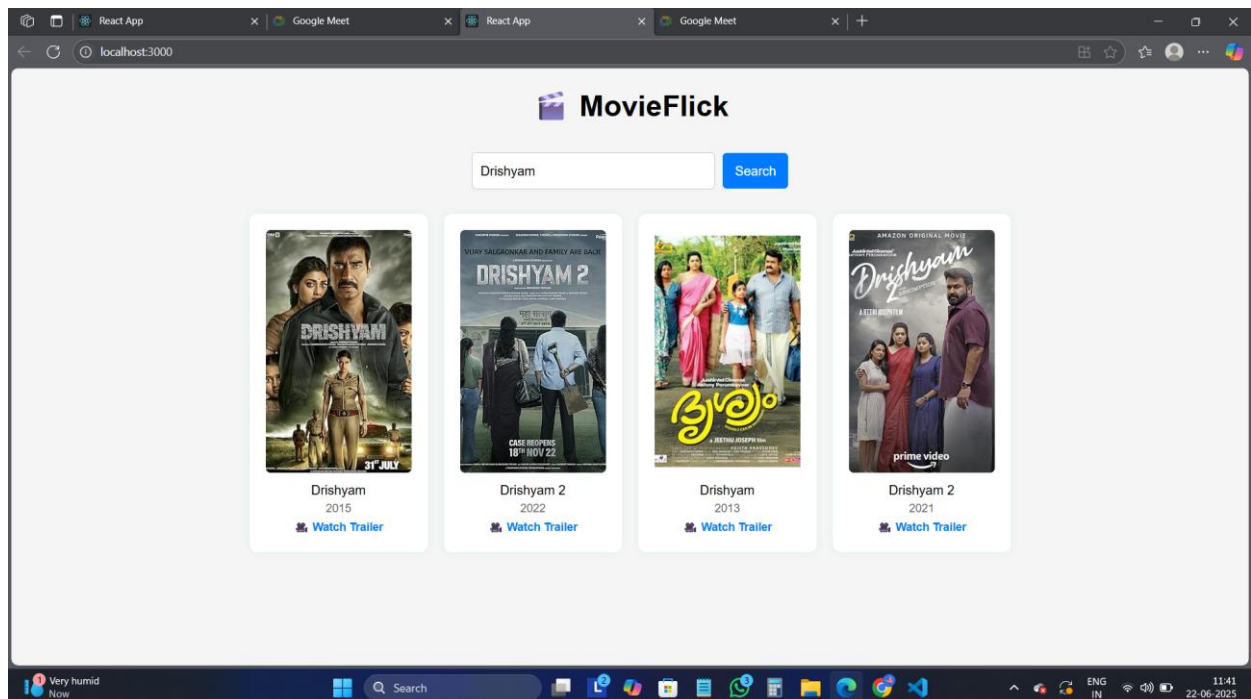 React App
Google Meet
React App
Google Meet
localhost:3000
MovieFlick
Drishyam
Search
DRISHYAM
31ST JULY
VIJAY SALGAONKAR AND FAMILY ARE BACK
DRISHYAM 2
CASE REOPENS
18TH NOV 22
ദൃശ്യം
A JEETHU JOSEPH film
AMAZON ORIGINAL MOVIE
Drishyam
2
prime video
Drishyam
2015
Watch Trailer
Drishyam 2
2022
Watch Trailer
Drishyam
2013
Watch Trailer
Drishyam 2
2021
Watch Trailer
1
Very humid
Now
Search
2
3
ENG
IN
11:41
22-06-2025